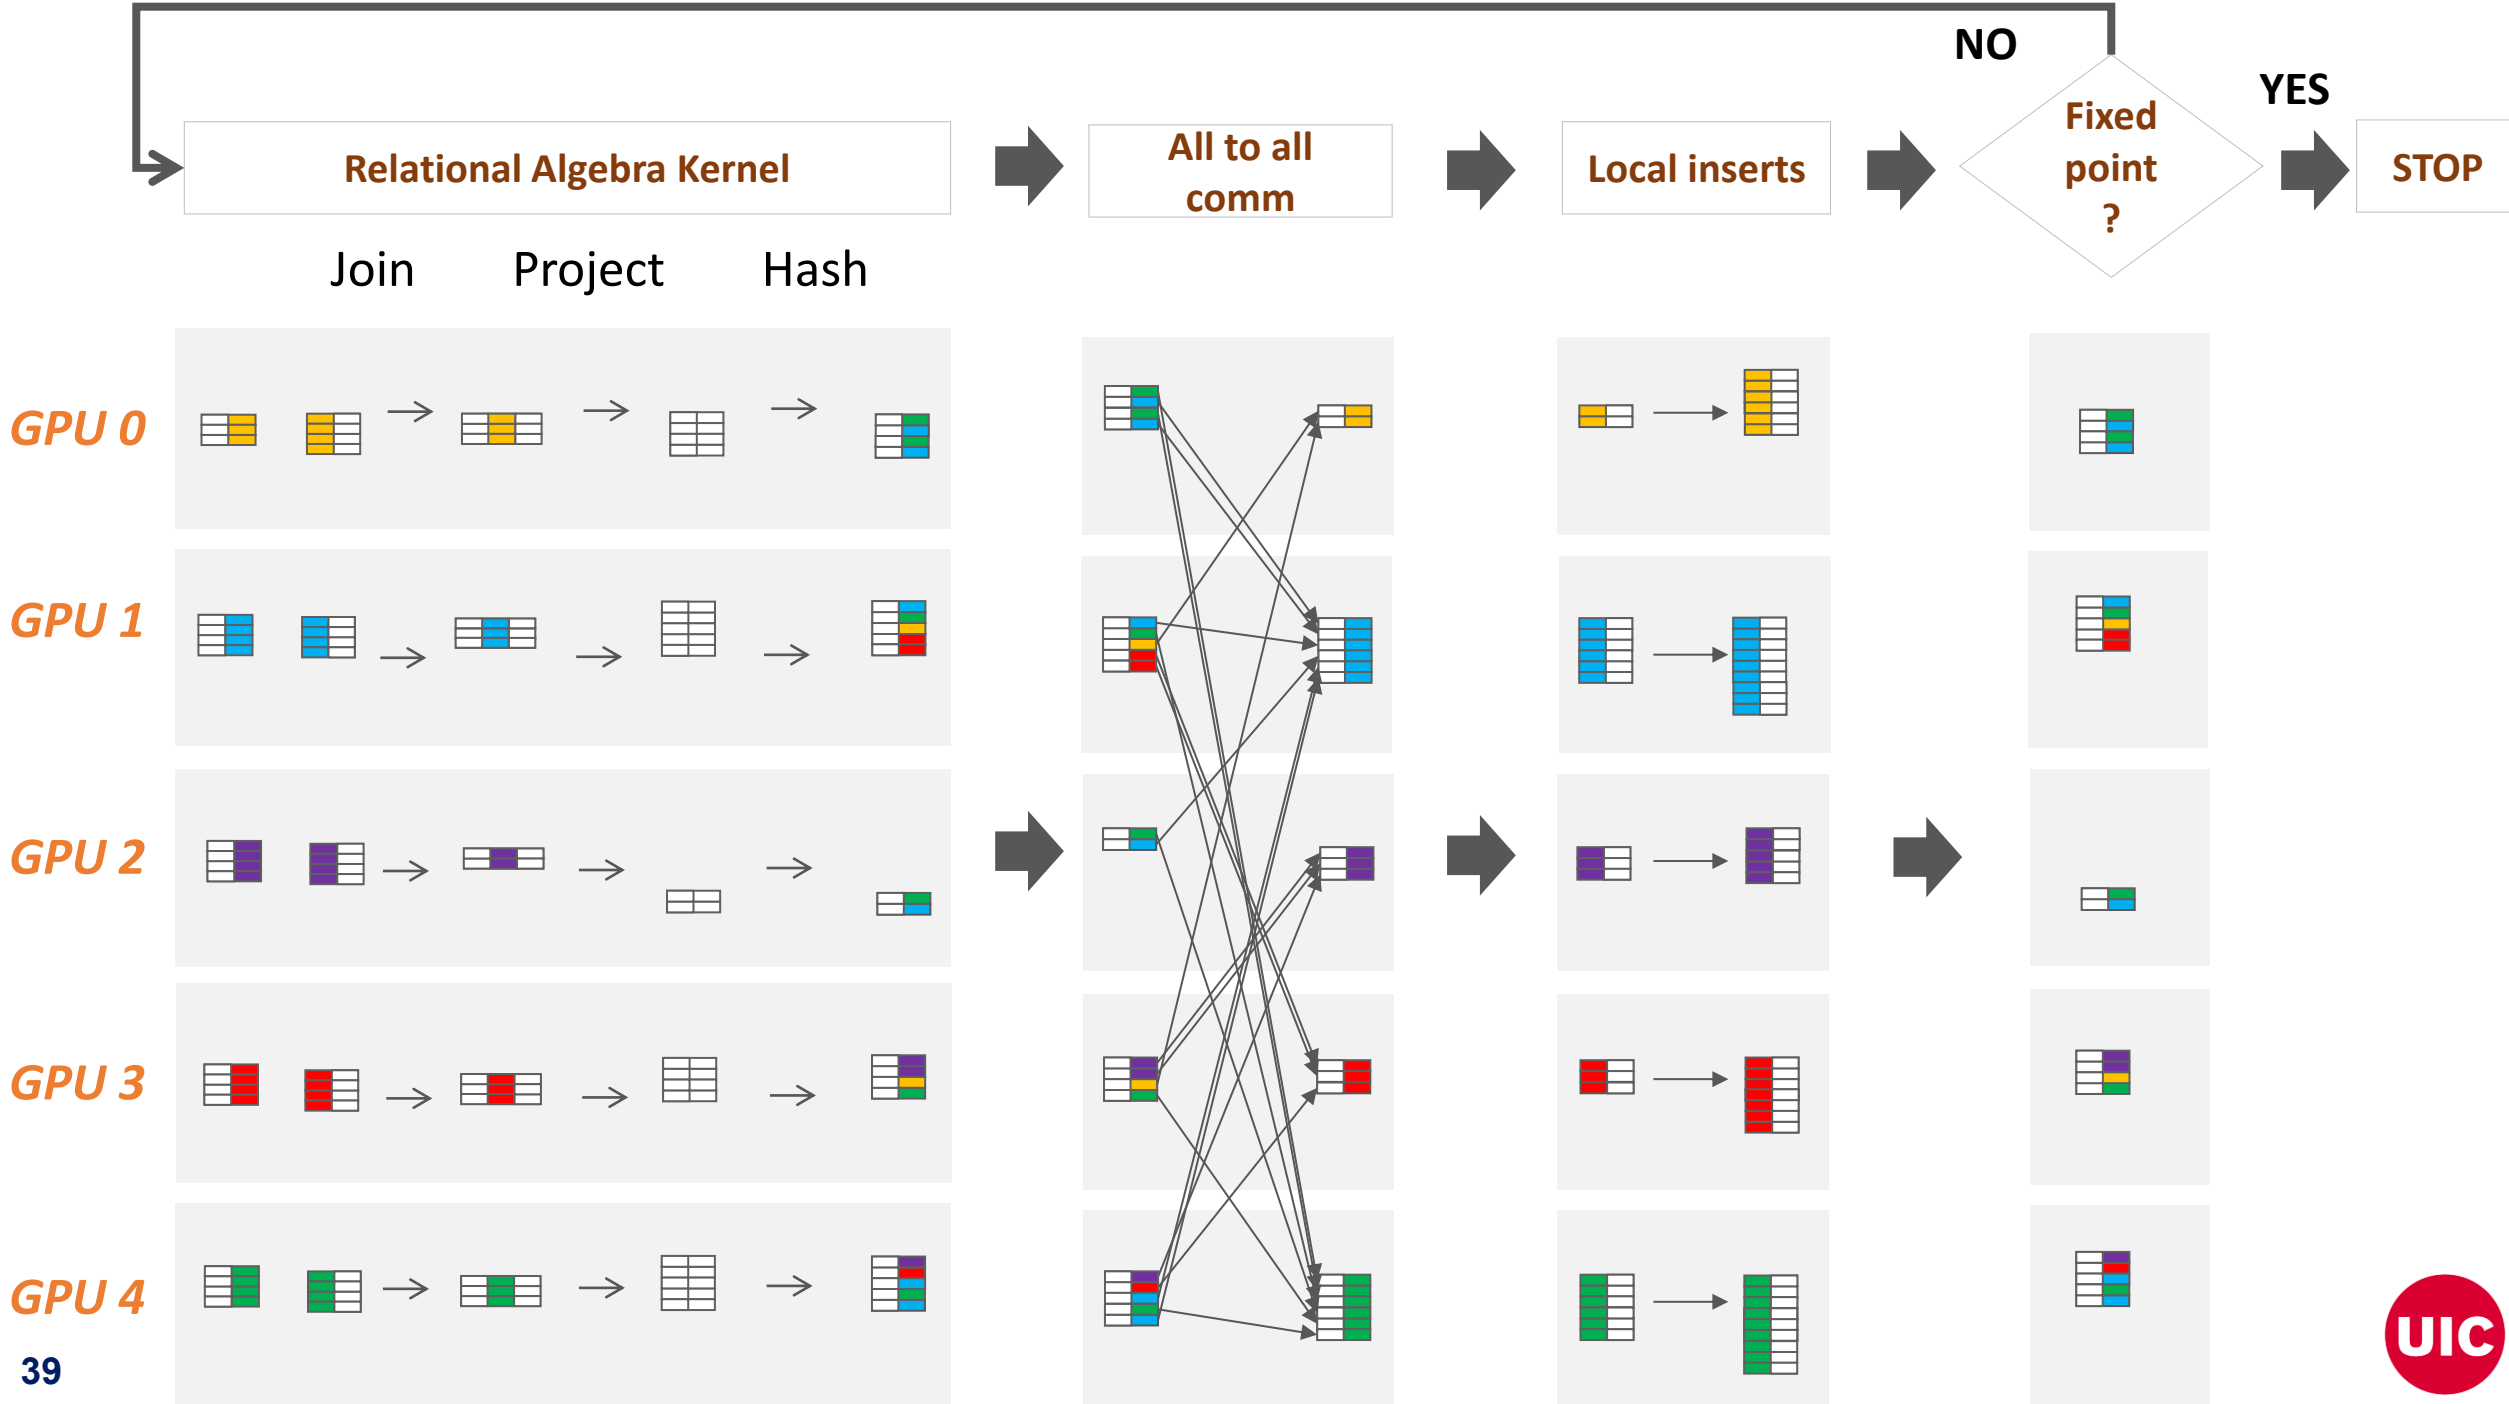 NO
YES
Relational Algebra Kernel
All to all
comm
Local inserts
Fixed
point
?
STOP
Join
Project
Hash
GPU 0
GPU 1
GPU 2
GPU 3
GPU 4
39
UIC